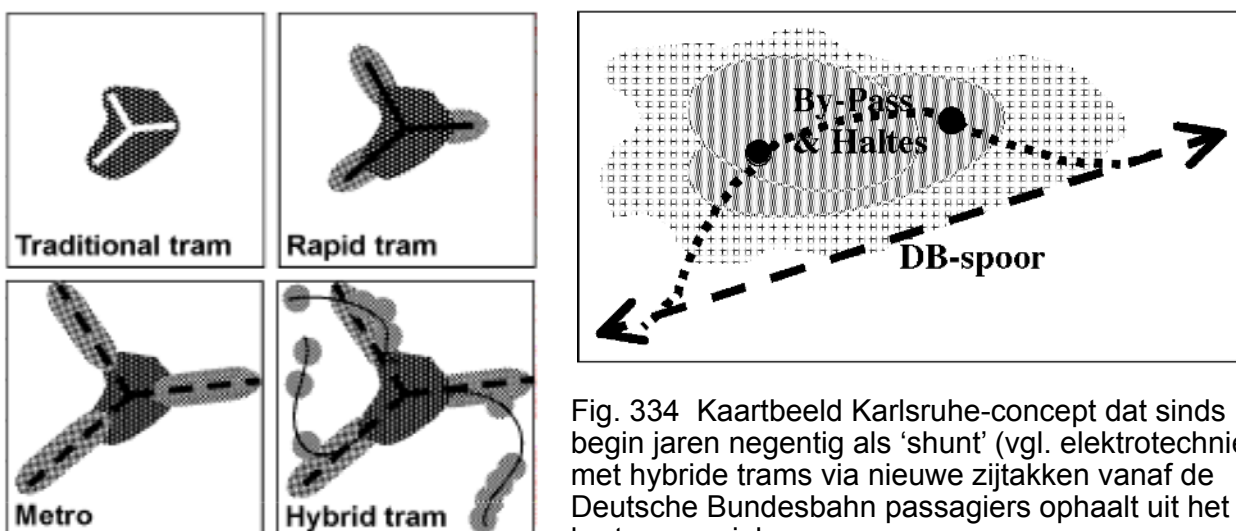 Traditional tram
Rapid tram
Metro
Hybrid tram
By-Pass
& Haltes
DB-spoor
Fig. 334 Kaartbeeld Karlsruhe-concept dat sinds
begin jaren negentig als ‘shunt’ (vgl.
met hybride trams via nieuwe zijtakken vanaf de
Deutsche Bundesbahn passagiers ophaalt uit het